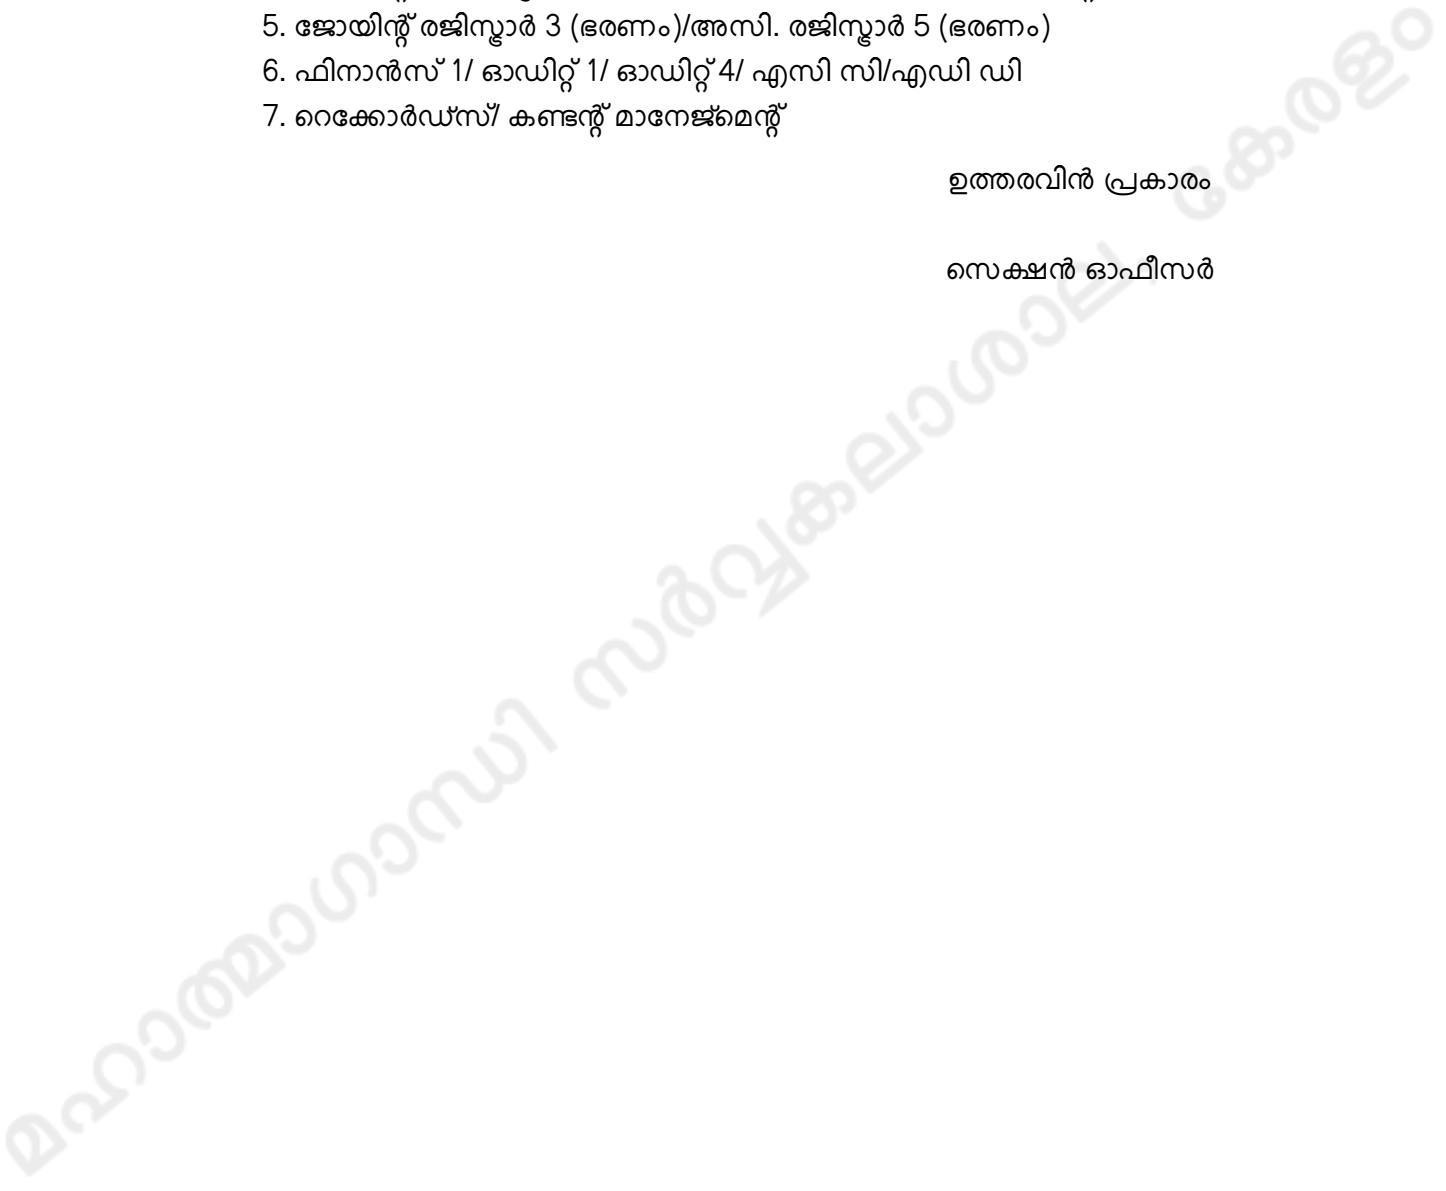 5. ജോയിന്റ് രജിസ്ട്രാർ 3 (ഭരണം)/അസി. രജിസ്ട്രാർ 5 (ഭരണം)
6. ഫിനാൻസ് 1/ ഓഡിറ്റ് 1/ ഓഡിറ്റ് 4/ എസി സി/എഡി ഡി
7. റെക്കോർഡ്സ്/ കണ്ടന്റ് മാനേജ്മെന്റ്
ഉത്തരവിൻ പ്രകാരം
സെക്ഷൻ ഓഫീസർ
മഹാത്മാഗാന്ധി സർവ്വകലാശാല, കേരളം